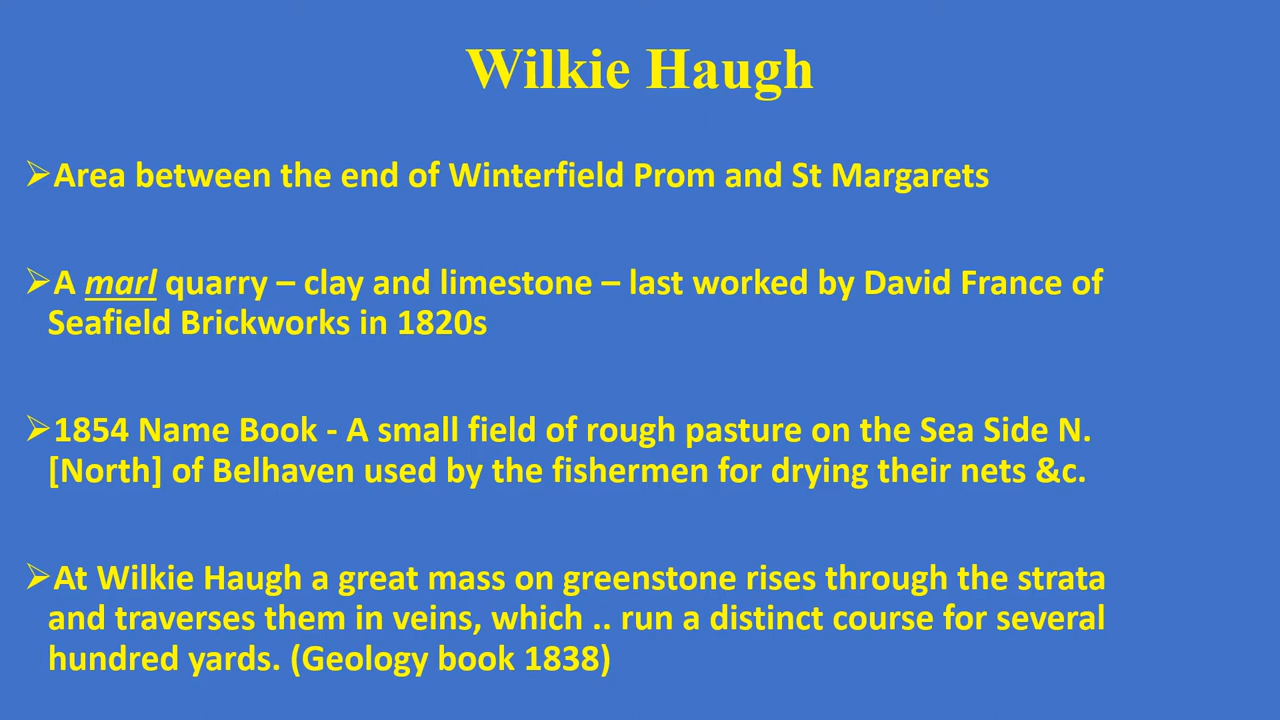 Wilkie Haugh
➢Area between the end of Winterfield Prom and St Margarets
➢A marl quarry – clay and limestone – last worked by David France of
Seafield Brickworks in 1820s
➢1854 Name Book - A small field of rough pasture on the Sea Side N.
[North] of Belhaven used by the fishermen for drying their nets &c.
➢At Wilkie Haugh a great mass on greenstone rises through the strata
and traverses them in veins, which .. run a distinct course for several
hundred yards. (Geology book 1838)